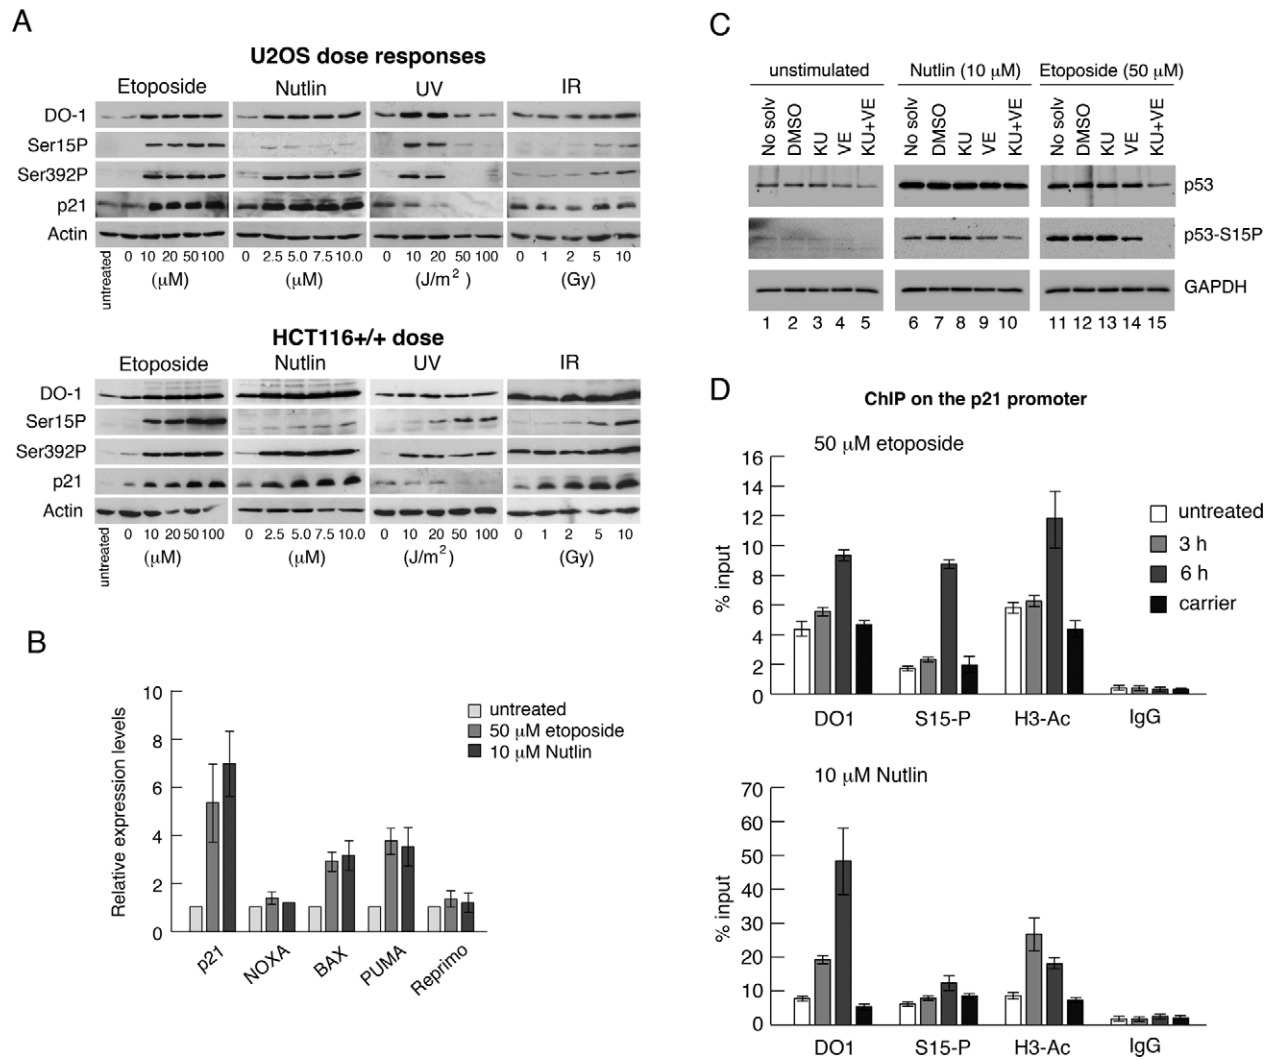 A
U2OS dose responses
Etoposide Nutlin UV IR
DO-1
Ser15P
Ser392P
p21
Actin
untreated 0 10 20 50 100 0 2.5 5.0 7.5 10.0 0 10 20 50 100 0 1 2 5 10
(μM) (μM) (J/m²) (Gy)
HCT116+/+ dose
Etoposide Nutlin UV IR
DO-1
Ser15P
Ser392P
p21
Actin
untreated 0 10 20 50 100 0 2.5 5.0 7.5 10.0 0 10 20 50 100 0 1 2 5 10
(μM) (μM) (J/m²) (Gy)
B
Relative expression levels
10
8
6
4
2
0
untreated
50 μM etoposide
10 μM Nutlin
p21 NOXA BAX PUMA Reprimo
C
unstimulated Nutlin (10 μM) Etoposide (50 μM)
No solv DMSO KU VE KU+VE No solv DMSO KU VE KU+VE No solv DMSO KU VE KU+VE
p53
p53-S15P
GAPDH
1 2 3 4 5 6 7 8 9 10 11 12 13 14 15
D
ChIP on the p21 promoter
50 μM etoposide
% input
16
14
12
10
8
6
4
2
0
untreated
3 h
6 h
carrier
DO1 S15-P H3-Ac IgG
10 μM Nutlin
% input
70
60
50
40
30
20
10
0
DO1 S15-P H3-Ac IgG